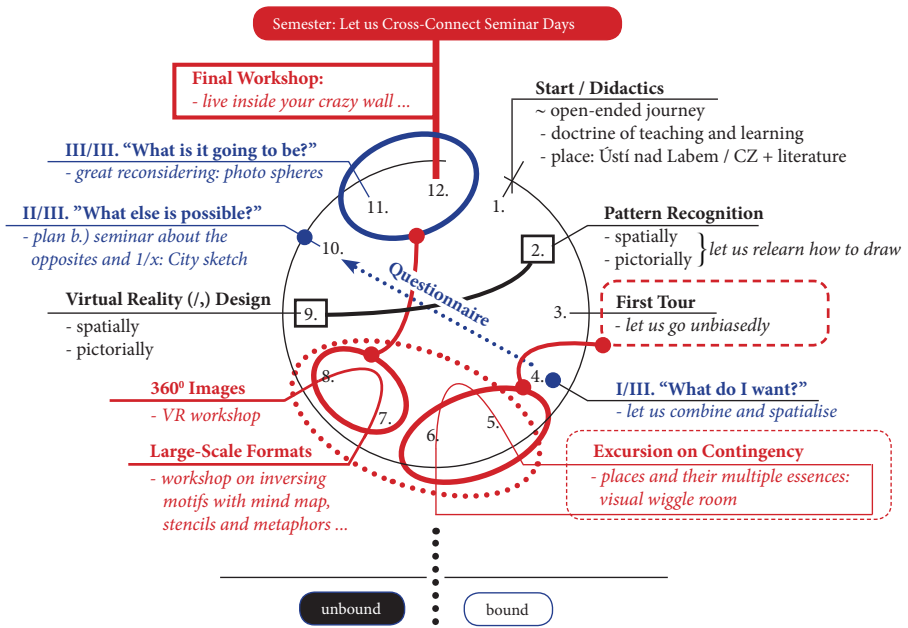 Semester: Let us Cross-Connect Seminar Days
Final Workshop:
- live inside your crazy wall ...
Start / Didactics
~ open-ended journey
- doctrine of teaching and learning
- place: Ústí nad Labem / CZ + literature
III/III. “What is it going to be?”
- great reconsidering: photo spheres
12.
11.
1.
II/III. “What else is possible?”
- plan b.) seminar about the
opposites and 1/x: City sketch
10.
Pattern Recognition
- spatially
- pictorially
} let us relearn how to draw
2.
Questionnaire
Virtual Reality (/,) Design
- spatially
- pictorially
9.
3.
First Tour
- let us go unbiasedly
8.
4.
360⁰ Images
- VR workshop
I/III. “What do I want?”
- let us combine and spatialise
7.
6.
5.
Large-Scale Formats
- workshop on inversing
motifs with mind map,
stencils and metaphors ...
Excursion on Contingency
- places and their multiple essences:
visual wiggle room
unbound
bound